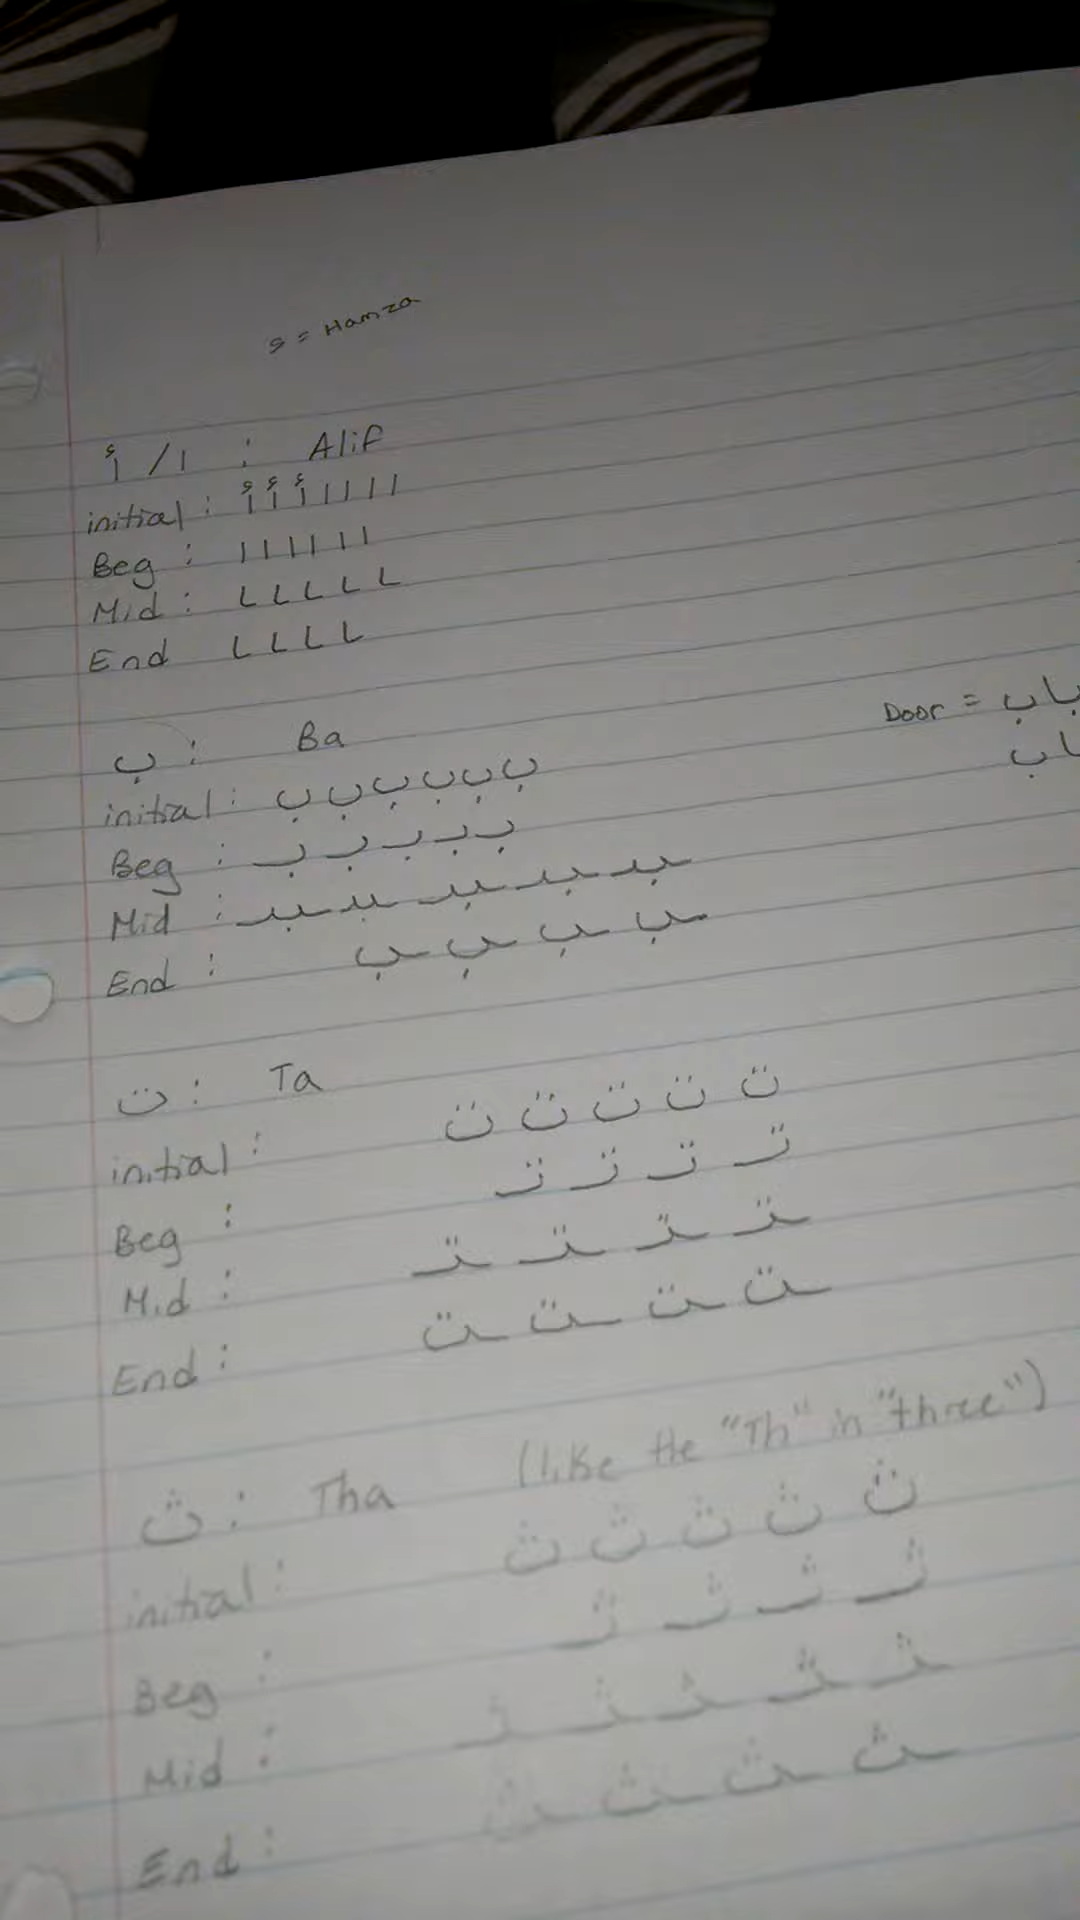 ء = Hamza
أ / ا : Alif
initial : أ أ أ ا ا ا ا ا
Beg : ا ا ا ا ا ا
Mid : ـا ـا ـا ـا ـا
End ـا ـا ـا ـا
ب : Ba
initial : ب ب ب ب ب ب
Door = باب
Beg : بـ بـ بـ بـ بـ
باب
Mid : ـبـ ـبـ ـبـ ـبـ ـبـ
End : ـب ـب ـب ـب
ت : Ta
initial : ت ت ت ت ت
Beg : تـ تـ تـ تـ
Mid : ـتـ ـتـ ـتـ ـتـ
End : ـت ـت ـت ـت
ث : Tha (like the "Th" in "three")
initial : ث ث ث ث ث
Beg : ثـ ثـ ثـ ثـ
Mid : ـثـ ـثـ ـثـ ـثـ ـثـ
End : ـث ـث ـث ـث